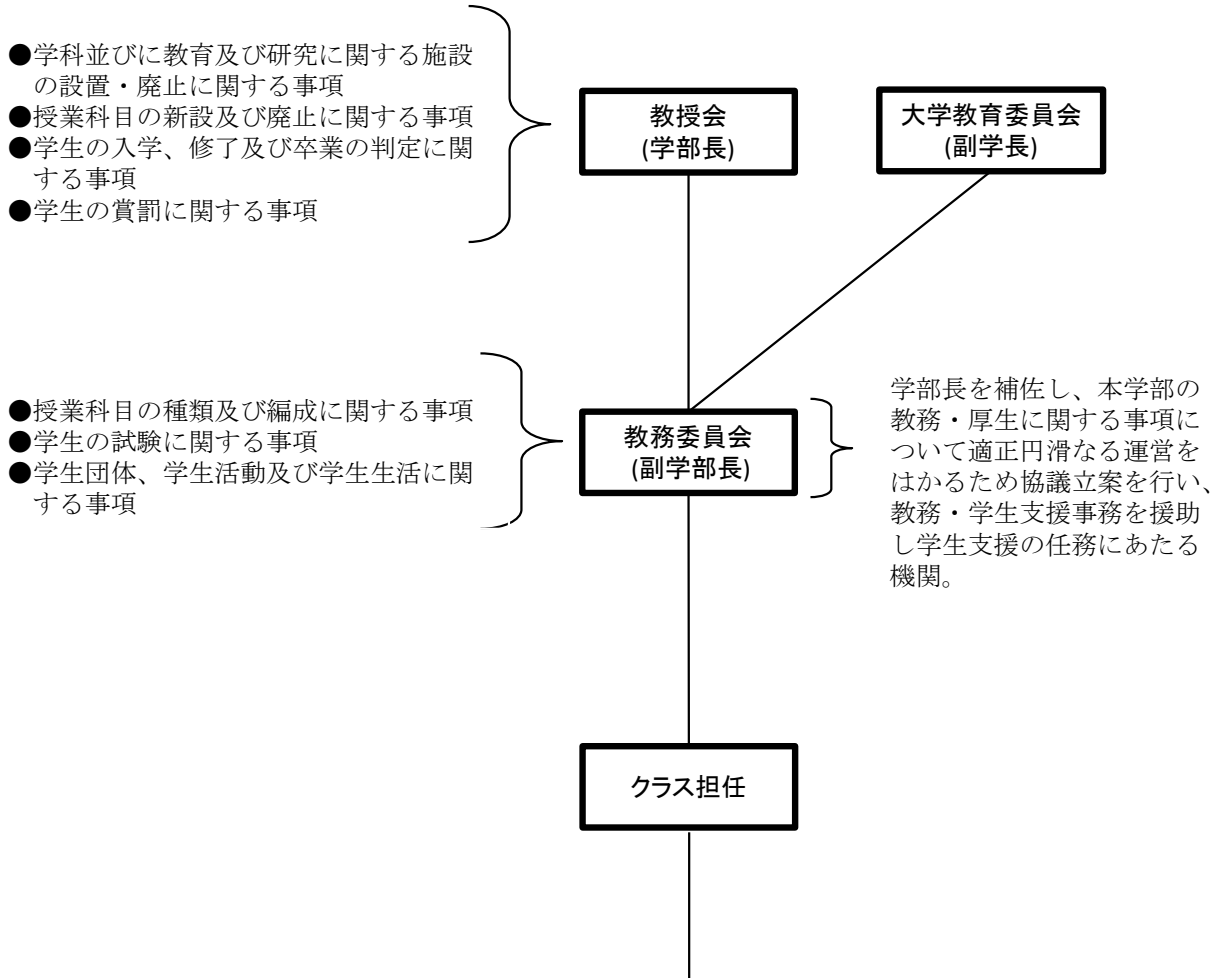 ●学科並びに教育及び研究に関する施設
の設置・廃止に関する事項
●授業科目の新設及び廃止に関する事項
●学生の入学、修了及び卒業の判定に関
する事項
●学生の賞罰に関する事項
教授会
(学部長)
大学教育委員会
(副学長)
●授業科目の種類及び編成に関する事項
●学生の試験に関する事項
●学生団体、学生活動及び学生生活に関
する事項
教務委員会
(副学部長)
学部長を補佐し、本学部の
教務・厚生に関する事項に
ついて適正円滑なる運営を
はかるため協議立案を行い、
教務・学生支援事務を援助
し学生支援の任務にあたる
機関。
クラス担任